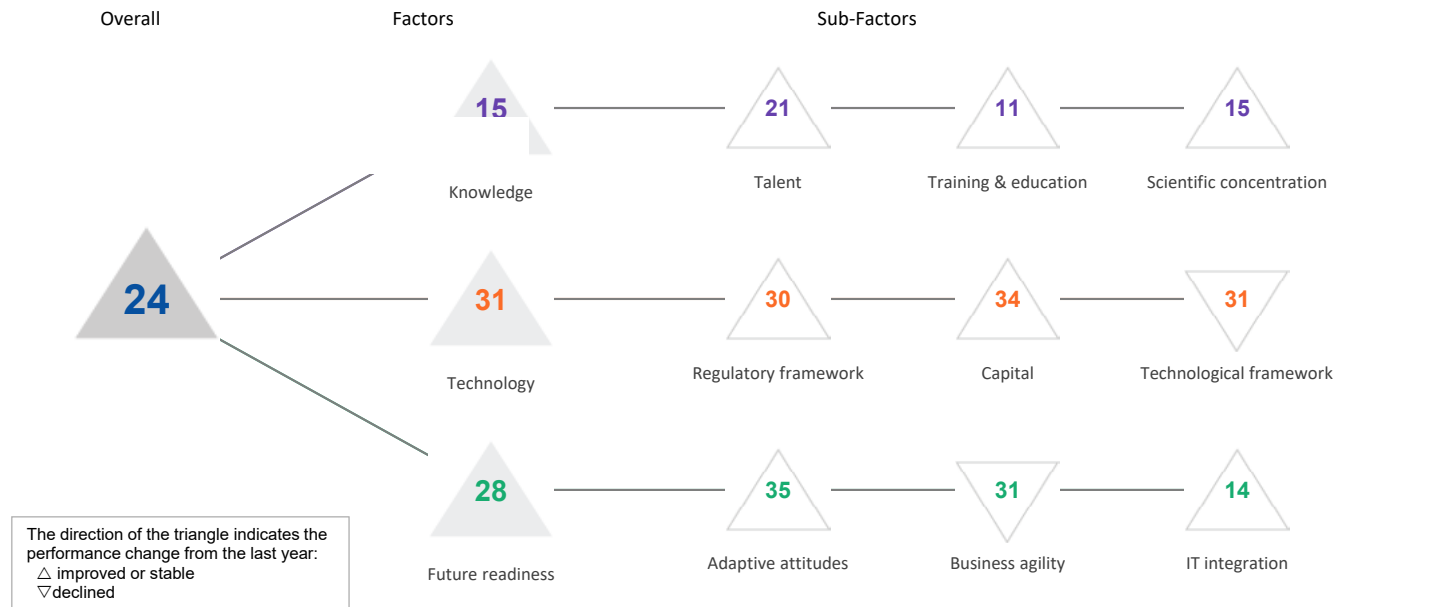 Overall
Factors
Sub-Factors
15
21
11
15
Knowledge
Talent
Training & education
Scientific concentration
24
31
30
34
31
Technology
Regulatory framework
Capital
Technological framework
28
35
31
14
Future readiness
Adaptive attitudes
Business agility
IT integration
The direction of the triangle indicates the
performance change from the last year:
△ improved or stable
▽declined